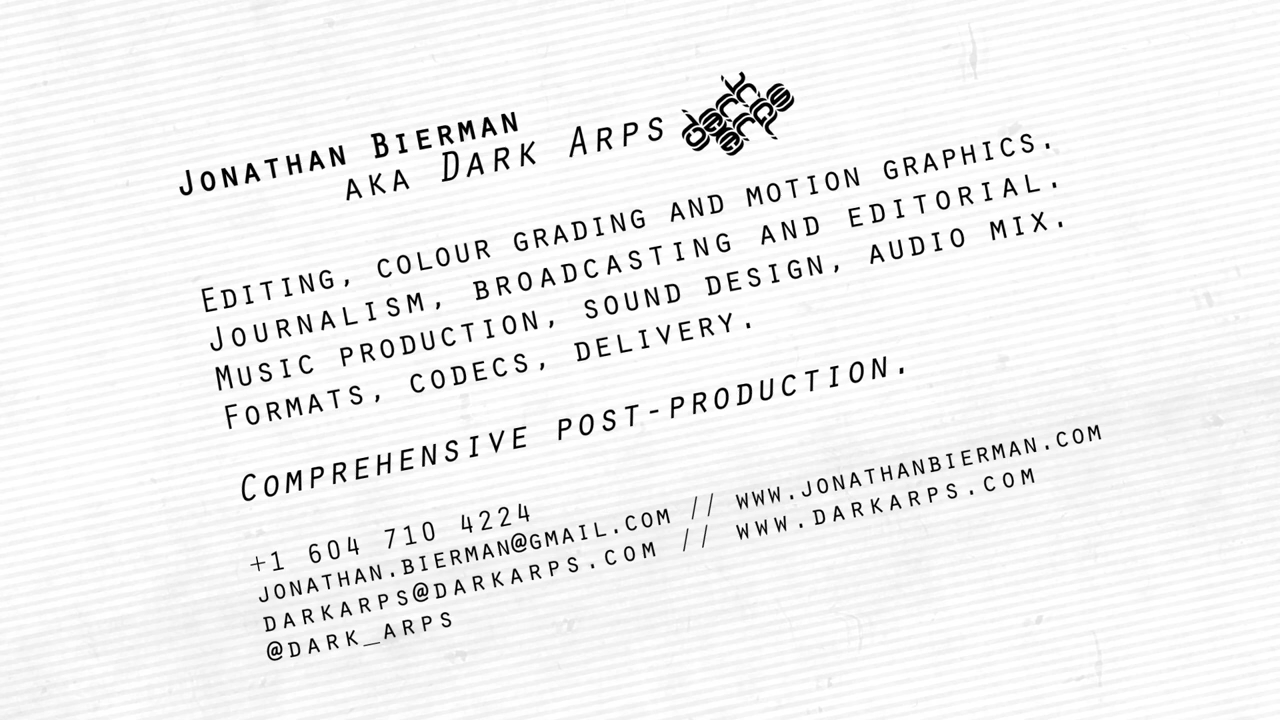 Jonathan Bierman
aka Dark Arps
dark
arps
Editing, colour grading and motion graphics.
Journalism, broadcasting and editorial.
Music production, sound design, audio mix.
Formats, codecs, delivery.
Comprehensive post-production.
+1 604 710 4224
jonathan.bierman@gmail.com // www.jonathanbierman.com
darkarps@darkarps.com // www.darkarps.com
@dark_arps